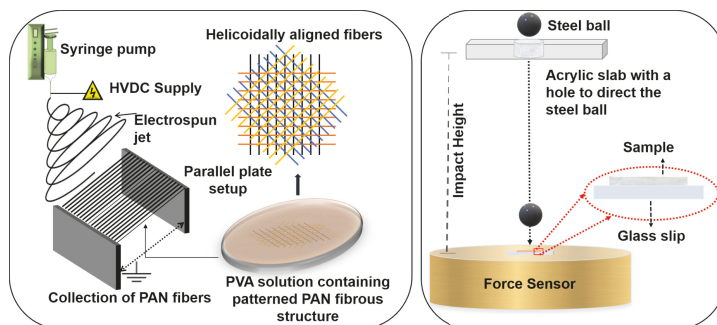 Syringe pump
HVDC Supply
Electrospun
jet
Helicoidally aligned fibers
Parallel plate
setup
Collection of PAN fibers
PVA solution containing
patterned PAN fibrous
structure
Steel ball
Acrylic slab with a
hole to direct the
steel ball
Impact Height
Sample
Glass slip
Force Sensor